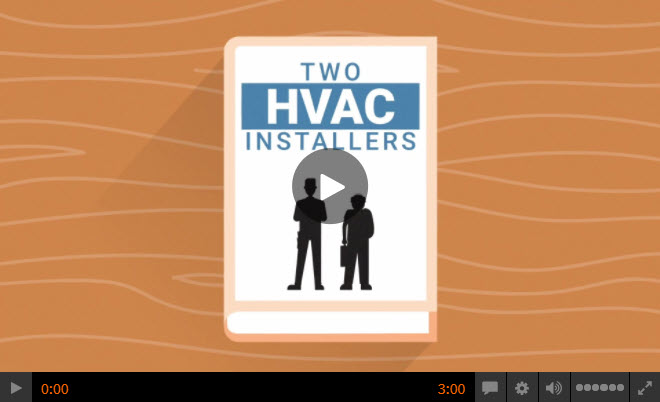 TWO
HVAC
INSTALLERS
0:00
3:00